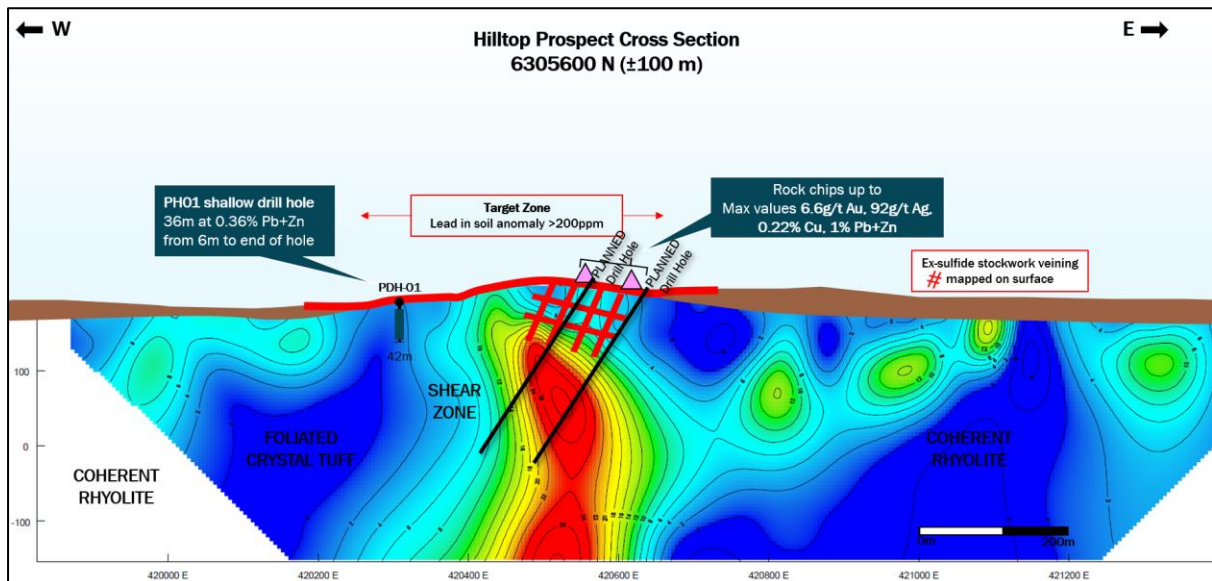 W
E
Hilltop Prospect Cross Section
6305600 N (±100 m)
PH01 shallow drill hole
36m at 0.36% Pb+Zn
from 6m to end of hole
Target Zone
Lead in soil anomaly >200ppm
Rock chips up to
Max values 6.6g/t Au, 92g/t Ag,
0.22% Cu, 1% Pb+Zn
Ex-sulfide stockwork veining
mapped on surface
PDH-01
42m
PLANNED
Drill Hole
PLANNED
Drill Hole
SHEAR
ZONE
FOLIATED
CRYSTAL TUFF
COHERENT
RHYOLITE
COHERENT
RHYOLITE
100
0
-100
0m
200m
420000 E
420200 E
420400 E
420600 E
420800 E
421000 E
421200 E